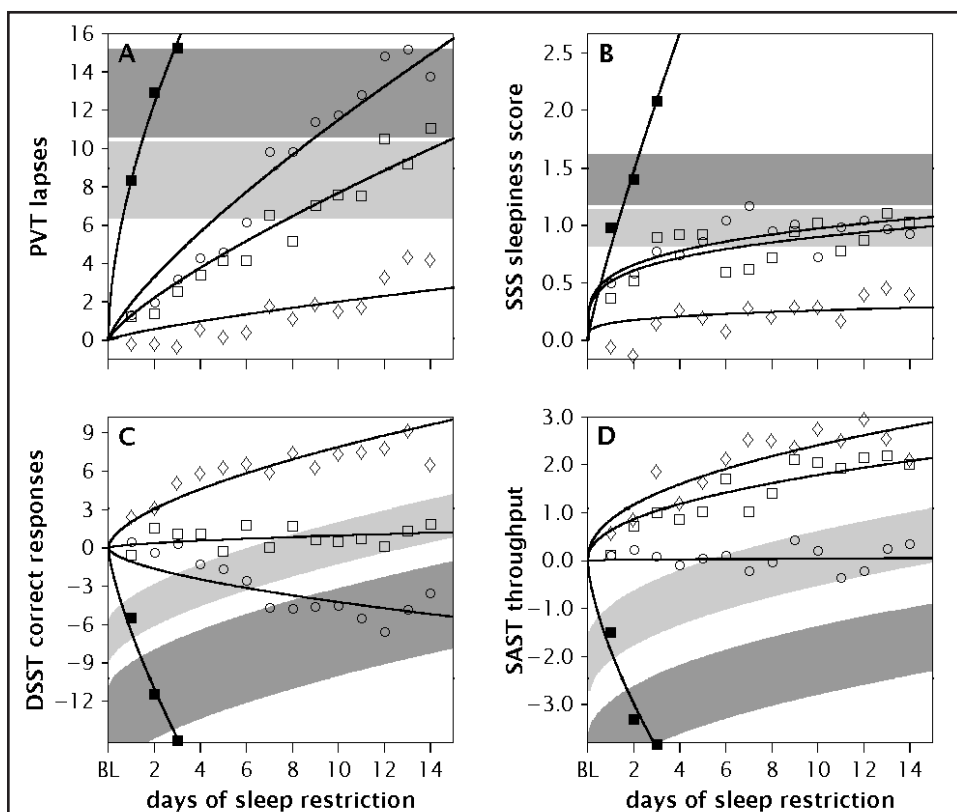 A
PVT lapses
16
14
12
10
8
6
4
2
0
B
SSS sleepiness score
2.5
2.0
1.5
1.0
0.5
0.0
C
DSST correct responses
9
6
3
0
−3
−6
−9
−12
BL 2 4 6 8 10 12 14
days of sleep restriction
D
SAST throughput
3.0
2.0
1.0
0.0
−1.0
−2.0
−3.0
BL 2 4 6 8 10 12 14
days of sleep restriction